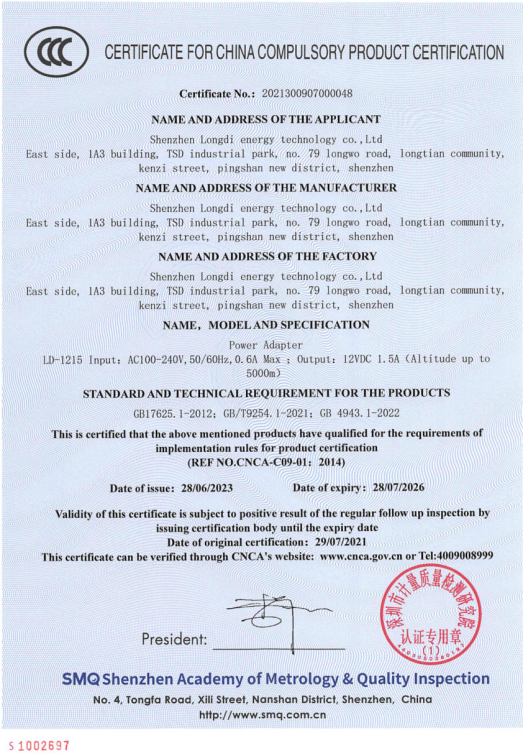 CCC
CERTIFICATE FOR CHINA COMPULSORY PRODUCT CERTIFICATION
Certificate No.: 2021300907000048
NAME AND ADDRESS OF THE APPLICANT
Shenzhen Longdi energy technology co.,Ltd
East side, 1A3 building, TSD industrial park, no. 79 longwo road, longtian community,
kenzi street, pingshan new district, shenzhen
NAME AND ADDRESS OF THE MANUFACTURER
Shenzhen Longdi energy technology co.,Ltd
East side, 1A3 building, TSD industrial park, no. 79 longwo road, longtian community,
kenzi street, pingshan new district, shenzhen
NAME AND ADDRESS OF THE FACTORY
Shenzhen Longdi energy technology co.,Ltd
East side, 1A3 building, TSD industrial park, no. 79 longwo road, longtian community,
kenzi street, pingshan new district, shenzhen
NAME, MODEL AND SPECIFICATION
Power Adapter
LD-1215 Input: AC100-240V,50/60Hz,0.6A Max ; Output: 12VDC 1.5A (Altitude up to
5000m)
STANDARD AND TECHNICAL REQUIREMENT FOR THE PRODUCTS
GB17625.1-2012; GB/T9254.1-2021; GB 4943.1-2022
This is certified that the above mentioned products have qualified for the requirements of
implementation rules for product certification
(REF NO.CNCA-C09-01: 2014)
Date of issue: 28/06/2023 Date of expiry: 28/07/2026
Validity of this certificate is subject to positive result of the regular follow up inspection by
issuing certification body until the expiry date
Date of original certification: 29/07/2021
This certificate can be verified through CNCA's website: www.cnca.gov.cn or Tel:4009008999
深圳市计量质量检测研究院
认证专用章
(1)
President:
SMQ Shenzhen Academy of Metrology & Quality Inspection
No. 4, Tongfa Road, Xili Street, Nanshan District, Shenzhen, China
http://www.smq.com.cn
S 1002697